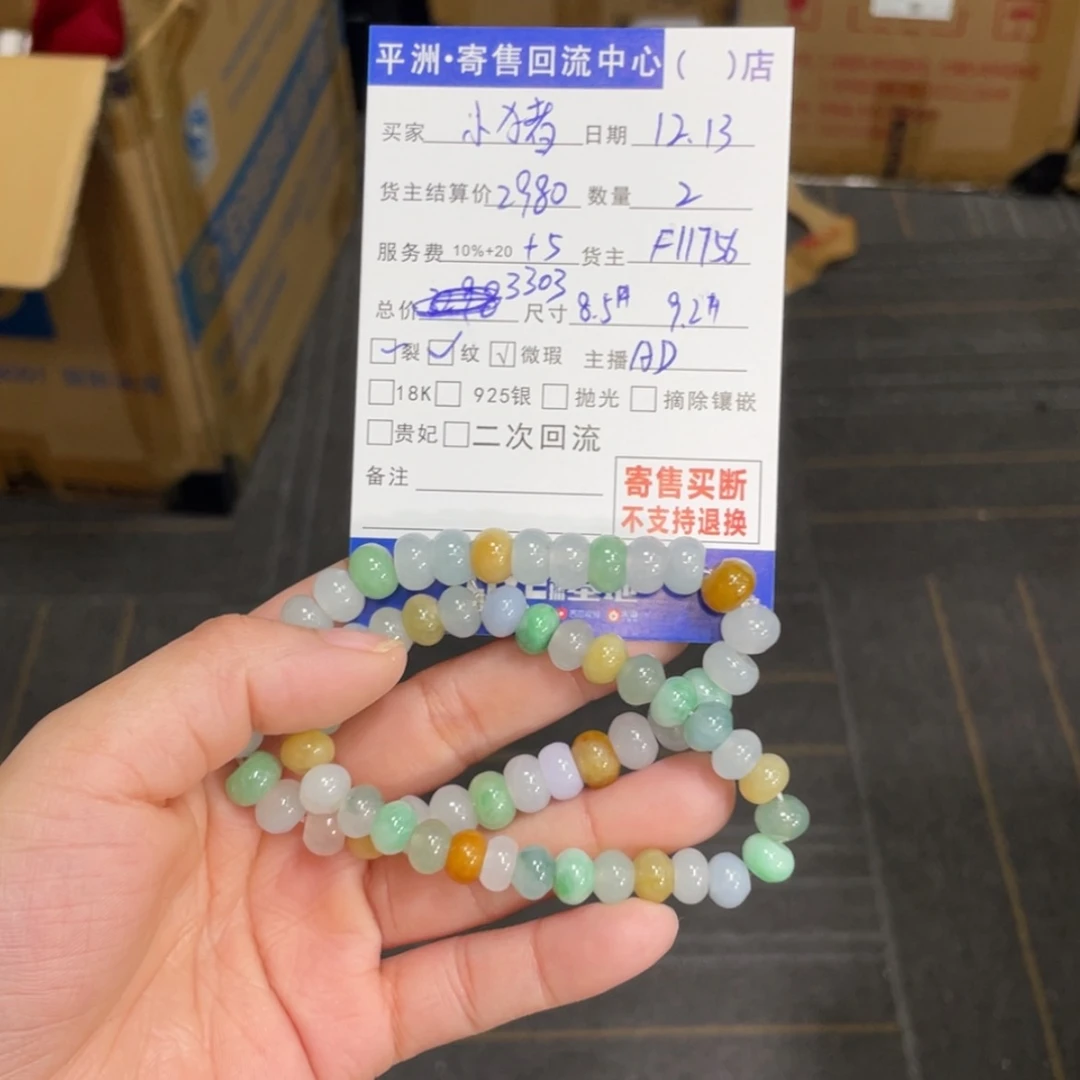 平洲·寄售回流中心( )店
买家 小猪 日期 12.13
货主结算价 2980 数量 2
服务费 10%+20 +5 货主 F11756
总价 3303 尺寸 8.5 9.2
裂 纹 √ 微瑕 主播 AD
18K 925银 抛光 摘除镶嵌
贵妃 二次回流
备注
寄售买断
不支持退换